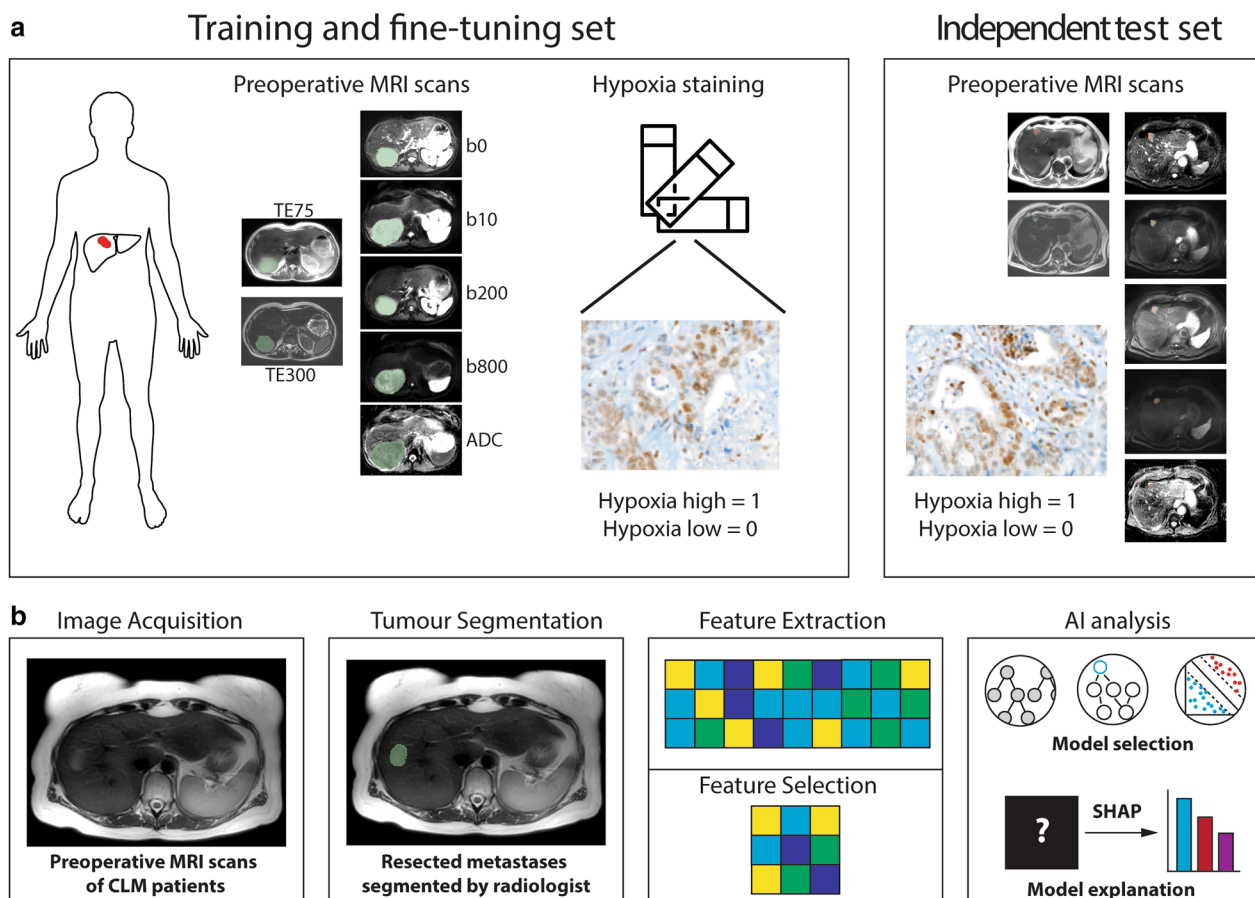 a
Training and fine-tuning set
Independent test set
Preoperative MRI scans
Hypoxia staining
Preoperative MRI scans
b0
b10
TE75
b200
TE300
b800
ADC
Hypoxia high = 1
Hypoxia low = 0
Hypoxia high = 1
Hypoxia low = 0
b
Image Acquisition
Tumour Segmentation
Feature Extraction
AI analysis
Preoperative MRI scans
of CLM patients
Resected metastases
segmented by radiologist
Feature Selection
Model selection
?
SHAP
Model explanation